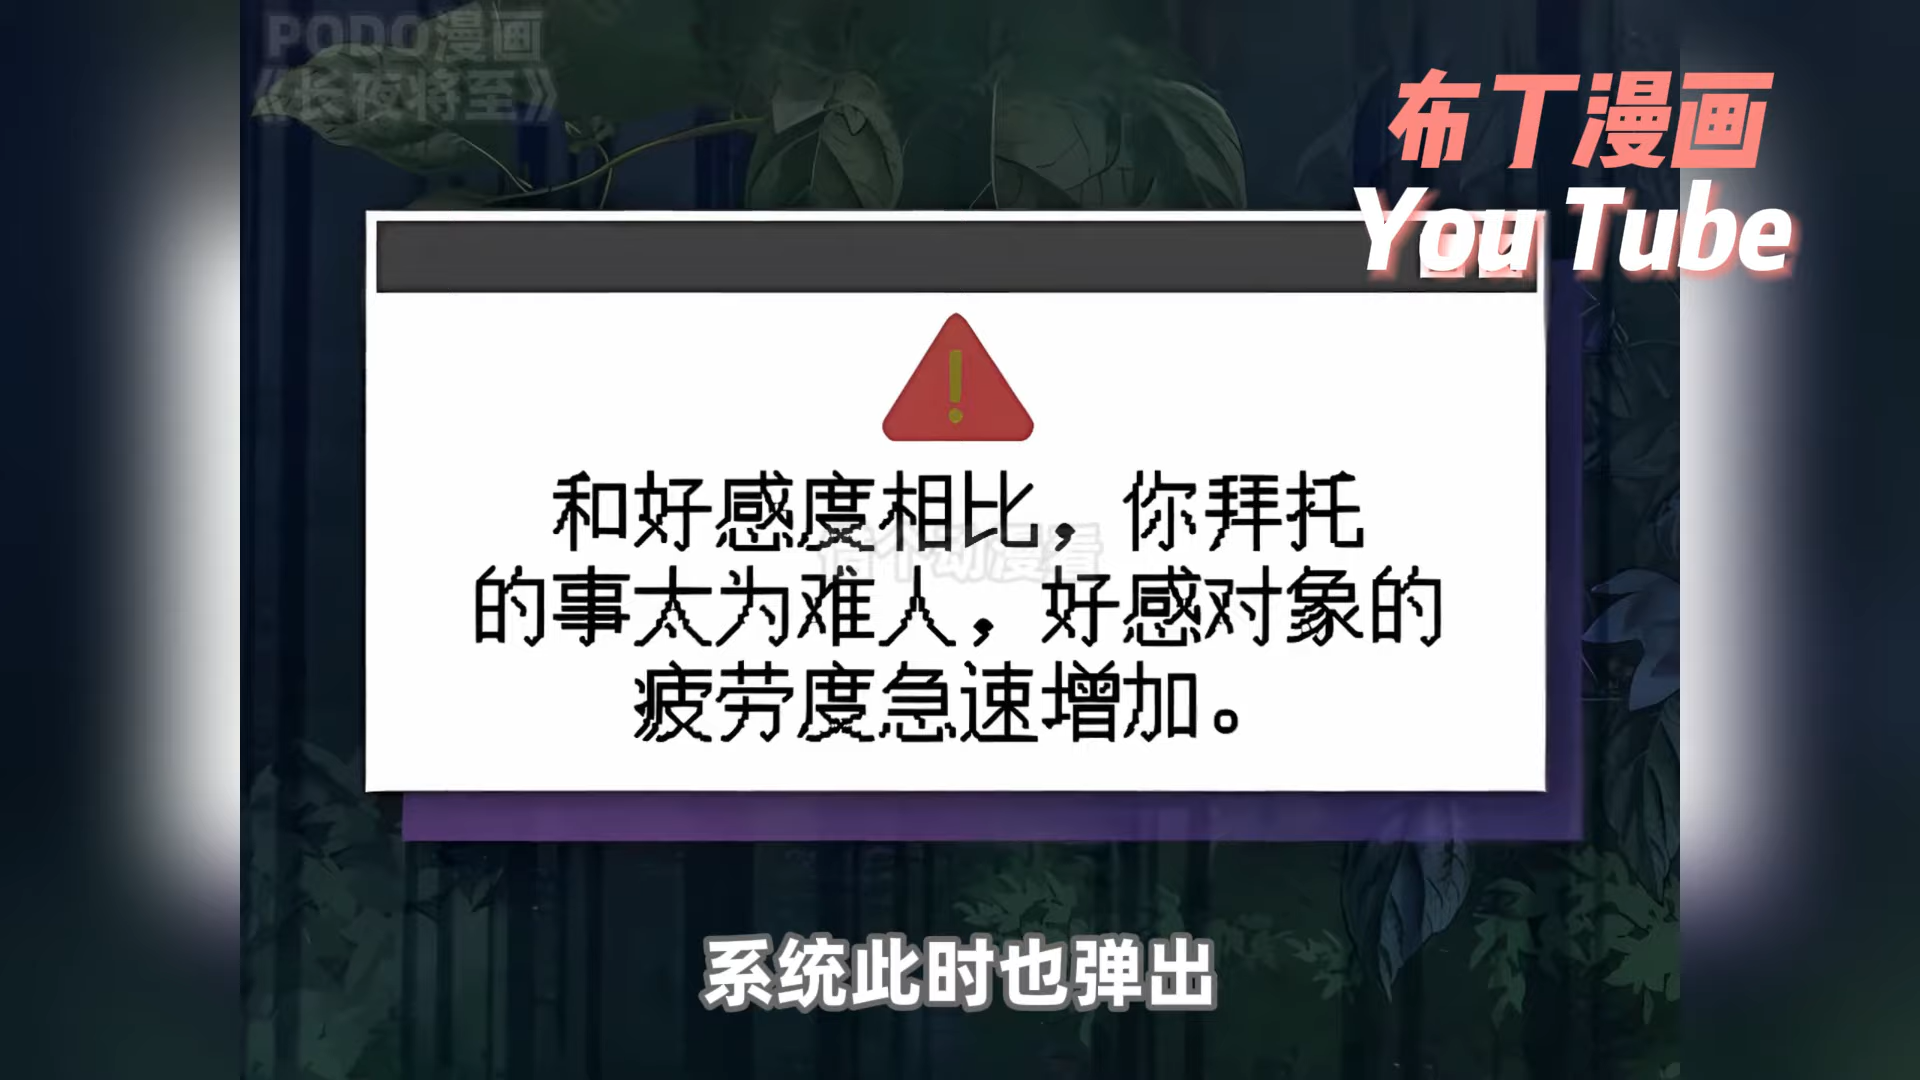 PODO漫画
《长夜将至》
布丁漫画
YouTube
和好感度相比，你拜托
的事太为难人，好感对象的
疲劳度急速增加。
系统此时也弹出